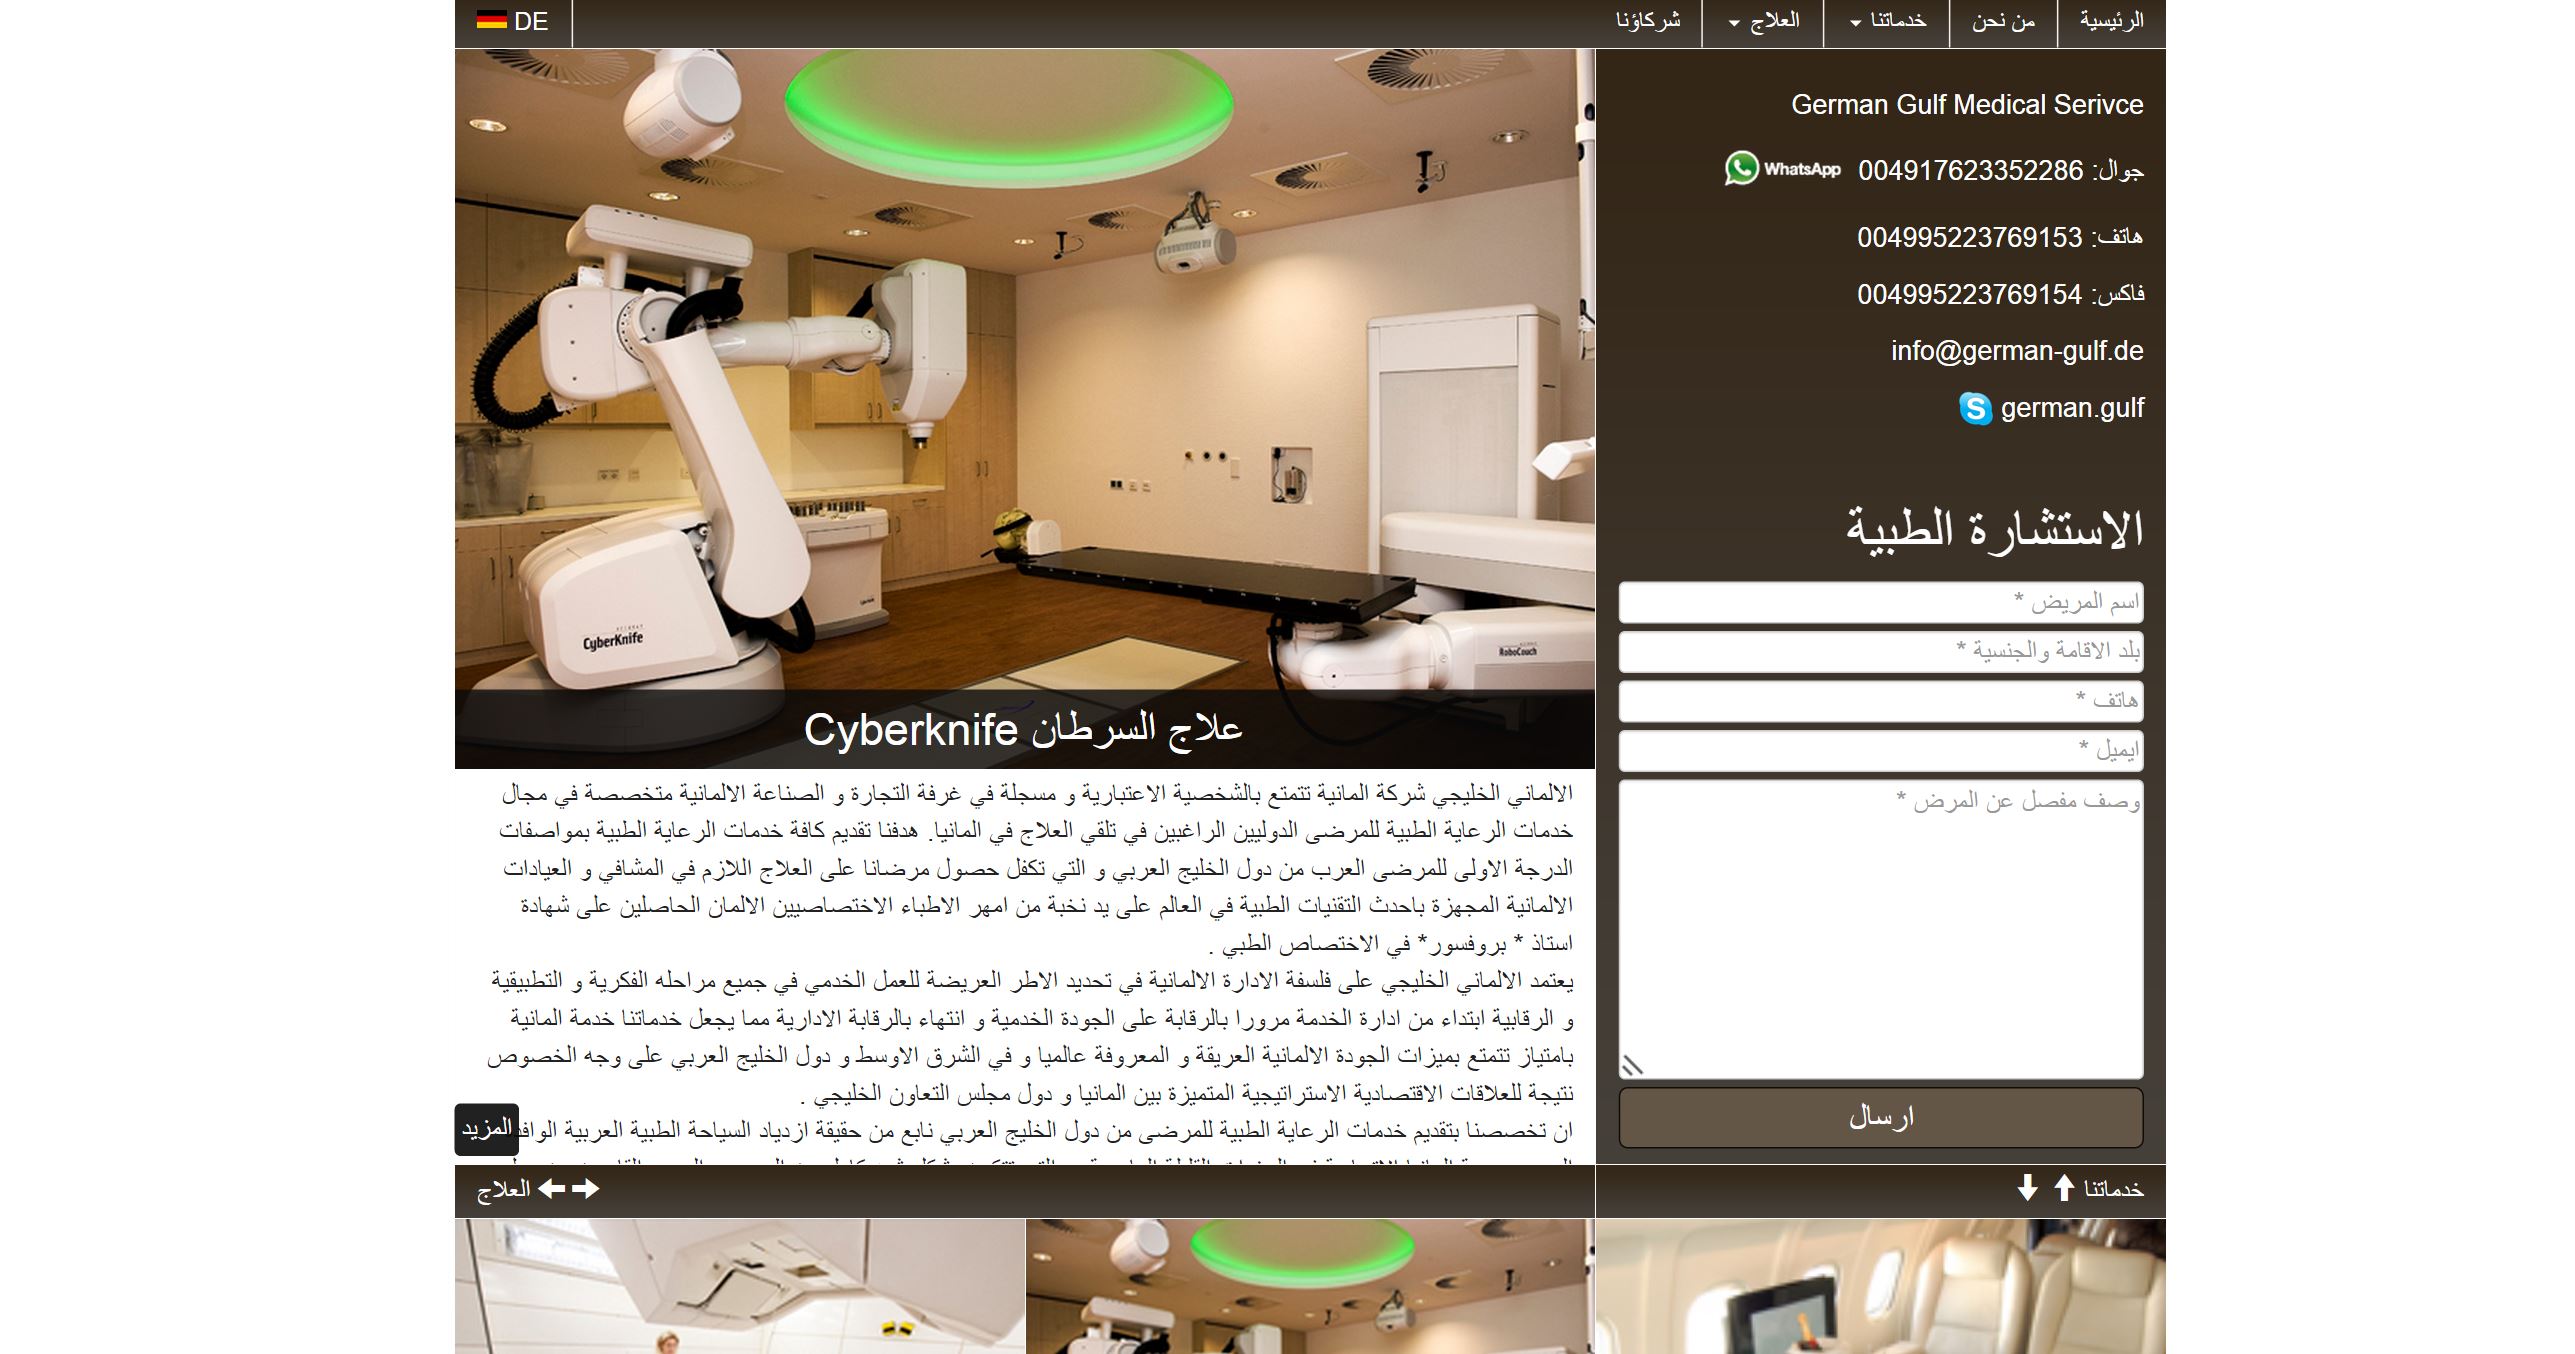 الرئيسية
من نحن
خدماتنا
العلاج
شركاؤنا
DE
German Gulf Medical Serivce
جوال: 004917623352286 WhatsApp
هاتف: 004995223769153
فاكس: 004995223769154
info@german-gulf.de
german.gulf
الاستشارة الطبية
اسم المريض *
بلد الاقامة والجنسية *
هاتف *
ايميل *
وصف مفصل عن المرض *
ارسال
CyberKnife
RoboCouch
علاج السرطان Cyberknife
الالماني الخليجي شركة المانية تتمتع بالشخصية الاعتبارية و مسجلة في غرفة التجارة و الصناعة الالمانية متخصصة في مجال
خدمات الرعاية الطبية للمرضى الدوليين الراغبين في تلقي العلاج في المانيا. هدفنا تقديم كافة خدمات الرعاية الطبية بمواصفات
الدرجة الاولى للمرضى العرب من دول الخليج العربي و التي تكفل حصول مرضانا على العلاج اللازم في المشافي و العيادات
الالمانية المجهزة باحدث التقنيات الطبية في العالم على يد نخبة من امهر الاطباء الاختصاصيين الالمان الحاصلين على شهادة
استاذ * بروفسور* في الاختصاص الطبي .
يعتمد الالماني الخليجي على فلسفة الادارة الالمانية في تحديد الاطر العريضة للعمل الخدمي في جميع مراحله الفكرية و التطبيقية
و الرقابية ابتداء من ادارة الخدمة مرورا بالرقابة على الجودة الخدمية و انتهاء بالرقابة الادارية مما يجعل خدماتنا خدمة المانية
بامتياز تتمتع بميزات الجودة الالمانية العريقة و المعروفة عالميا و في الشرق الاوسط و دول الخليج العربي على وجه الخصوص
نتيجة للعلاقات الاقتصادية الاستراتيجية المتميزة بين المانيا و دول مجلس التعاون الخليجي .
ان تخصصنا بتقديم خدمات الرعاية الطبية للمرضى من دول الخليج العربي نابع من حقيقة ازدياد السياحة الطبية العربية
المزيد
خدماتنا
العلاج